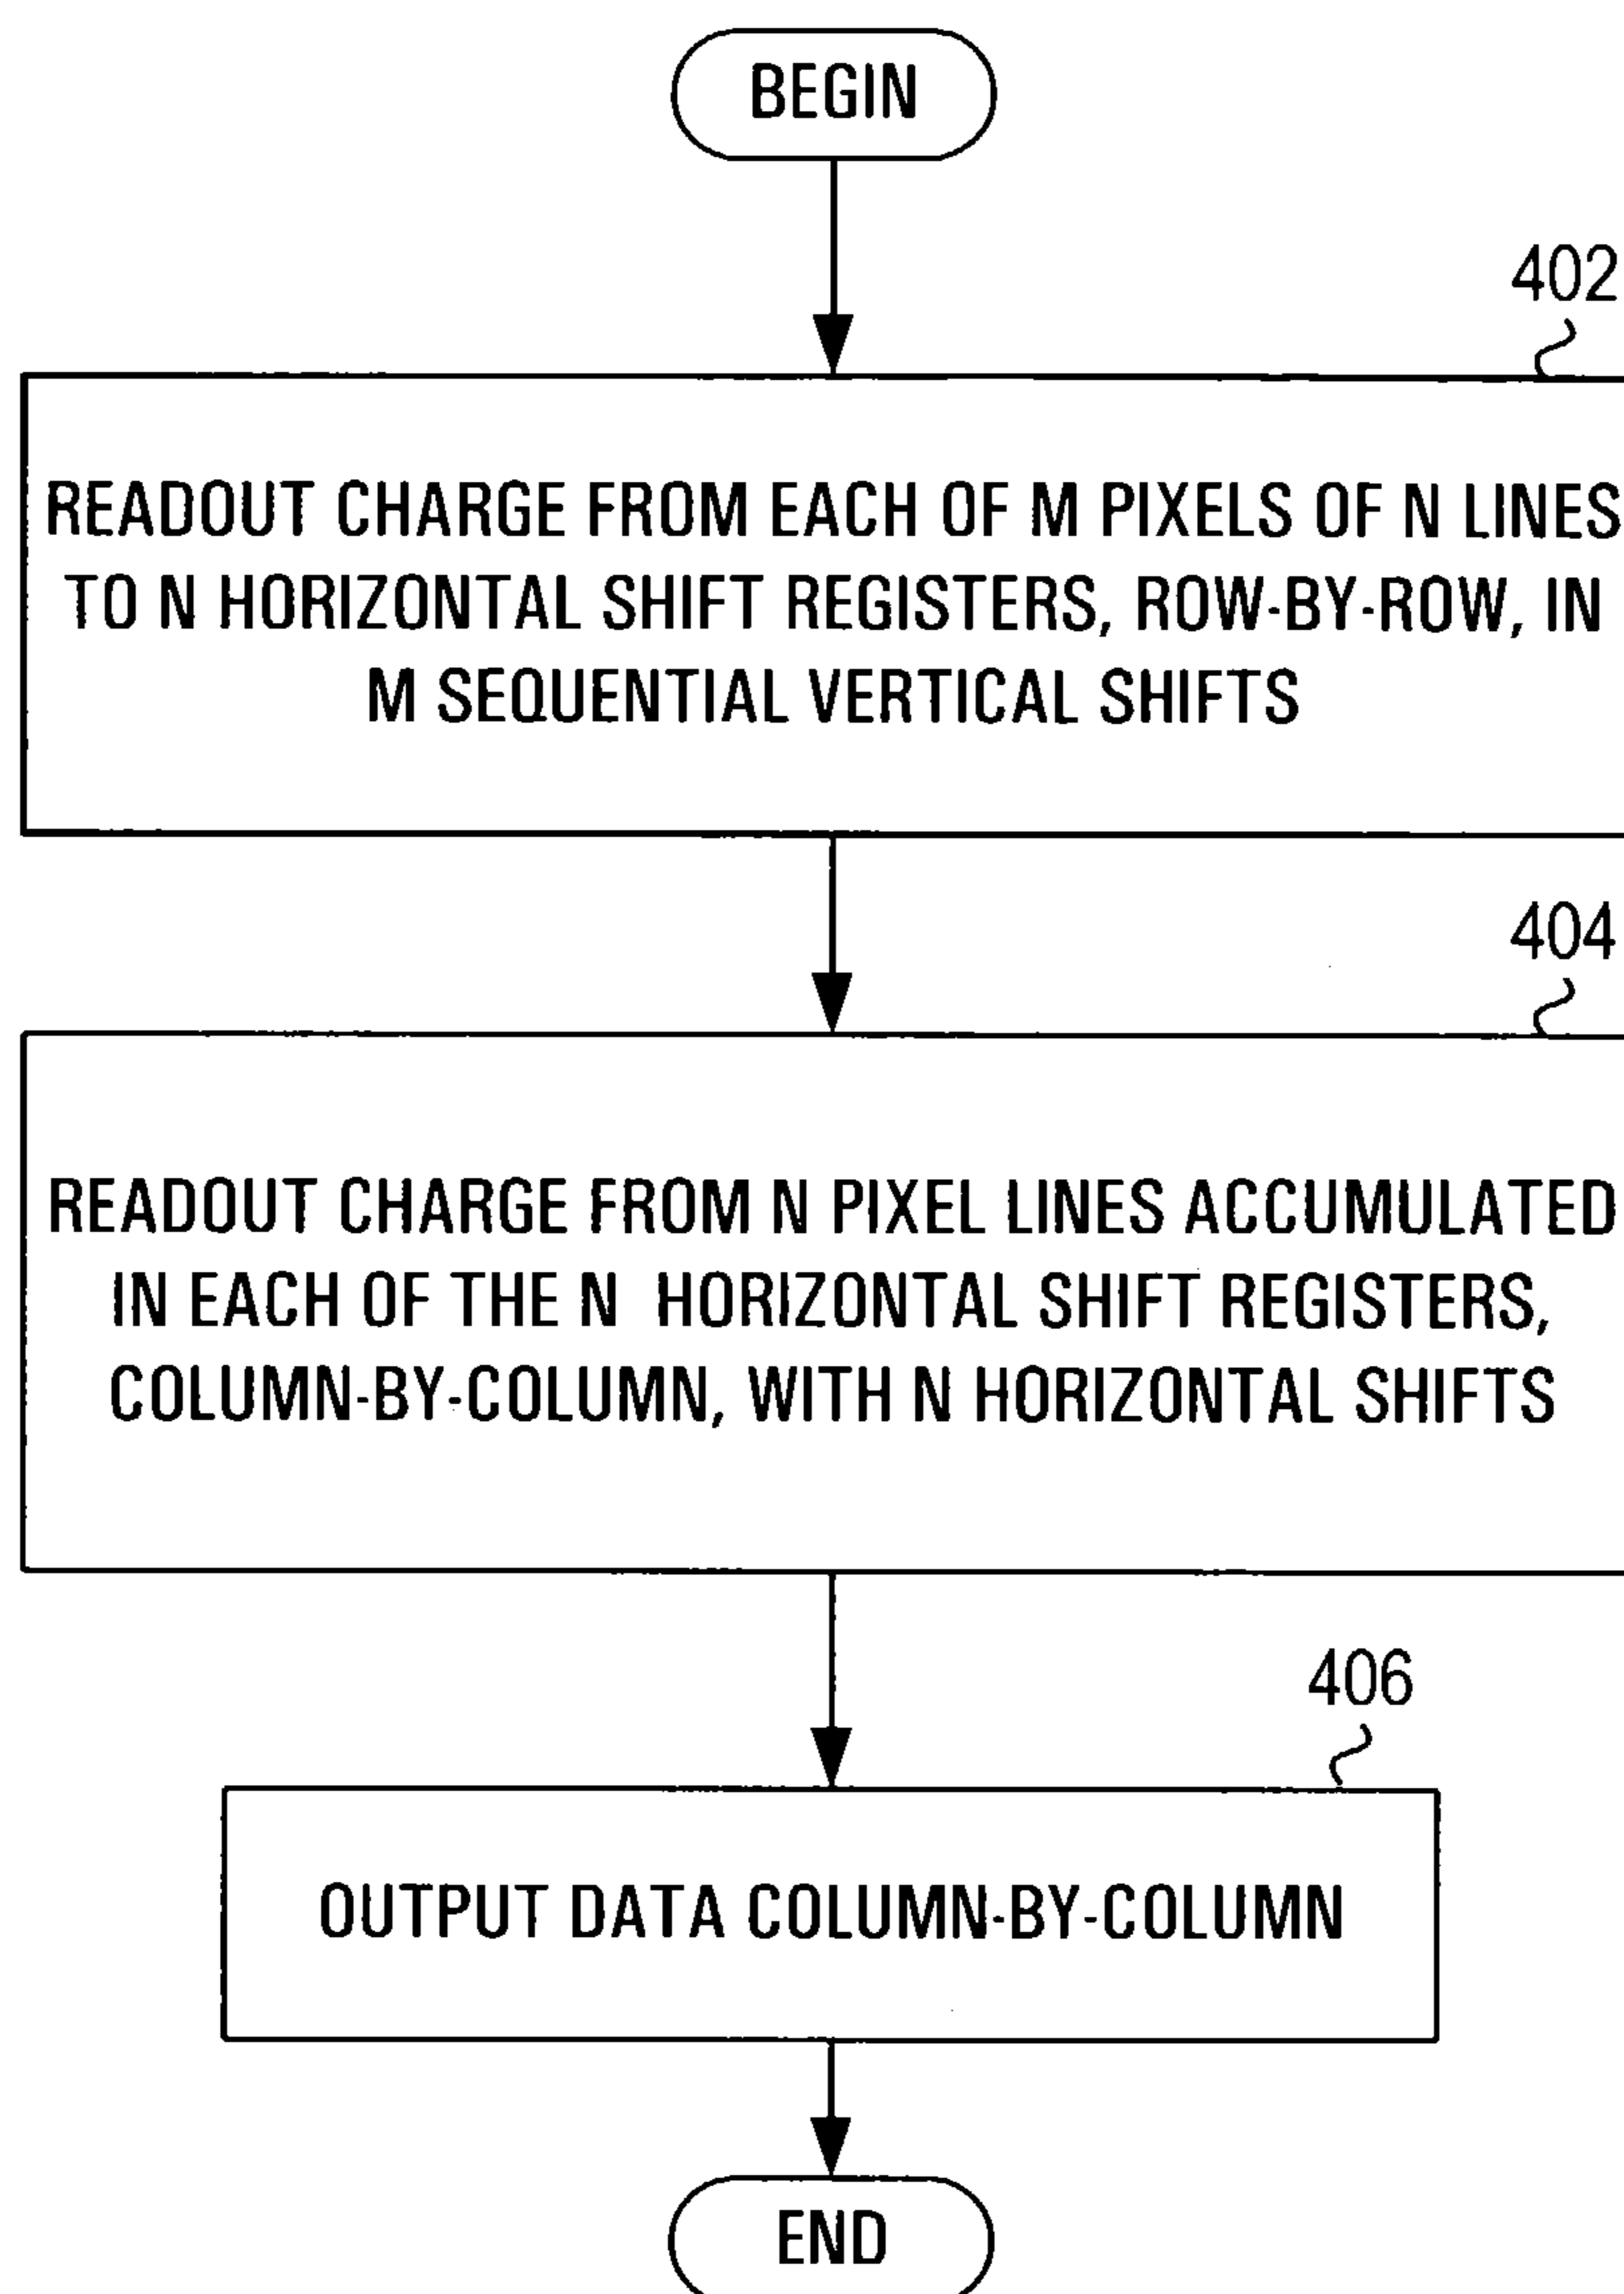 BEGIN
402
READOUT CHARGE FROM EACH OF M PIXELS OF N LINES
TO N HORIZONTAL SHIFT REGISTERS, ROW-BY-ROW, IN
M SEQUENTIAL VERTICAL SHIFTS
404
READOUT CHARGE FROM N PIXEL LINES ACCUMULATED
IN EACH OF THE N HORIZONTAL SHIFT REGISTERS,
COLUMN-BY-COLUMN, WITH N HORIZONTAL SHIFTS
406
OUTPUT DATA COLUMN-BY-COLUMN
END